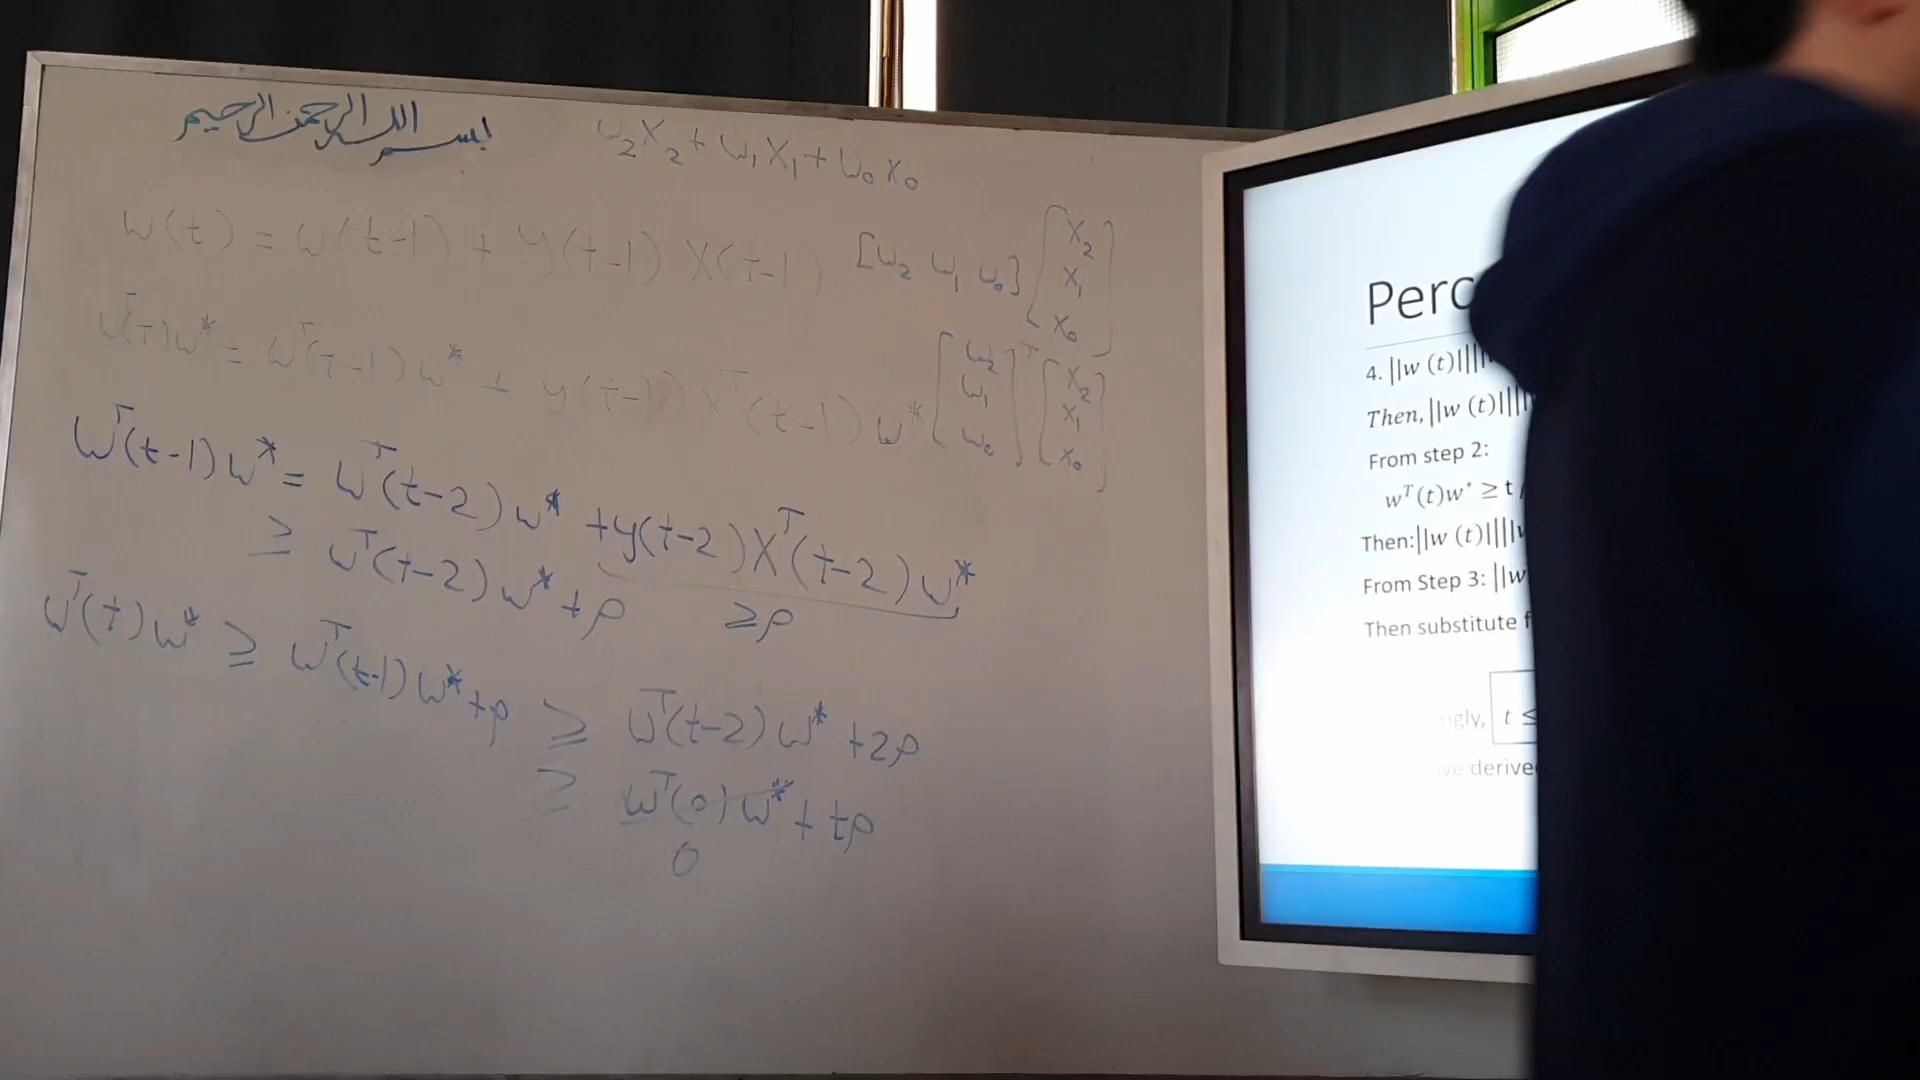 بسم الله الرحمن الرحيم
w₂x₂ + w₁x₁ + w₀x₀
w(t) = w(t-1) + y(t-1) x(t-1)
[w₂ w₁ w₀] [x₂ x₁ x₀]
wᵀ(t)w* = wᵀ(t-1)w* + y(t-1) xᵀ(t-1) w*
[w₂ w₁ w₀]ᵀ [x₂ x₁ x₀]
wᵀ(t-1)w* = wᵀ(t-2)w* + y(t-2)xᵀ(t-2)w*
≥ wᵀ(t-2)w* + ρ
≥ρ
wᵀ(t)w* ≥ wᵀ(t-1)w* + ρ ≥ wᵀ(t-2)w* + 2ρ
≥ wᵀ(0)w* + tρ
0
4. ||w (t)|||
Then, ||w (t)|||
From step 2:
wᵀ(t)w* ≥ t
Then:||w (t)|||
From Step 3: ||w
Then substitute
t ≤